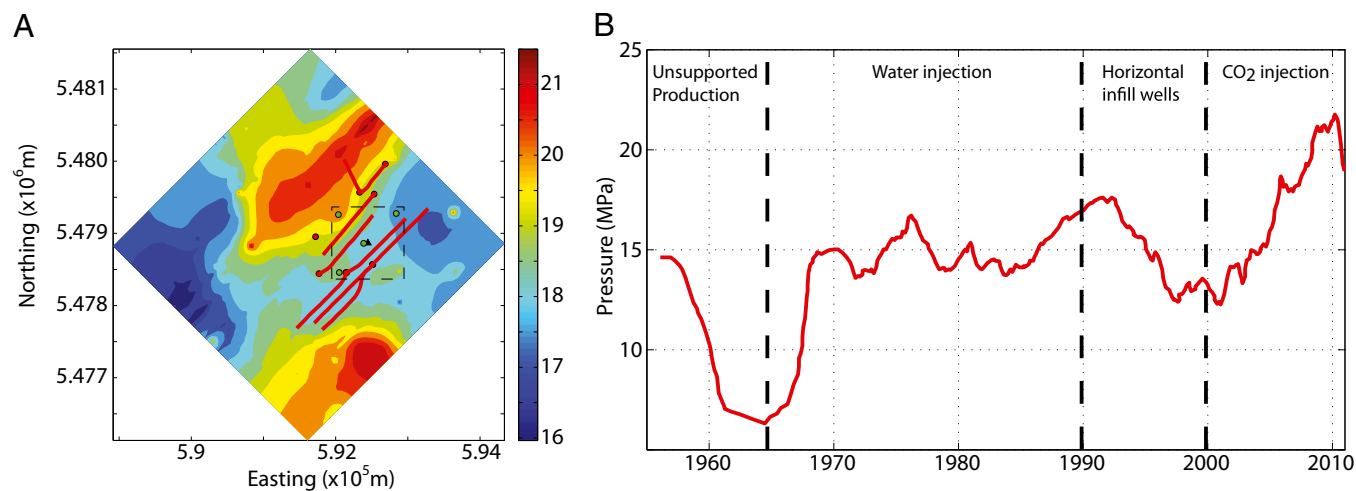 A
5.481
5.480
5.479
5.478
5.477
Northing (x10⁶m)
5.9
5.92
5.94
Easting (x10⁵m)
21
20
19
18
17
16
B
25
20
15
10
Pressure (MPa)
Unsupported
Production
Water injection
Horizontal
infill wells
CO₂ injection
1960
1970
1980
1990
2000
2010